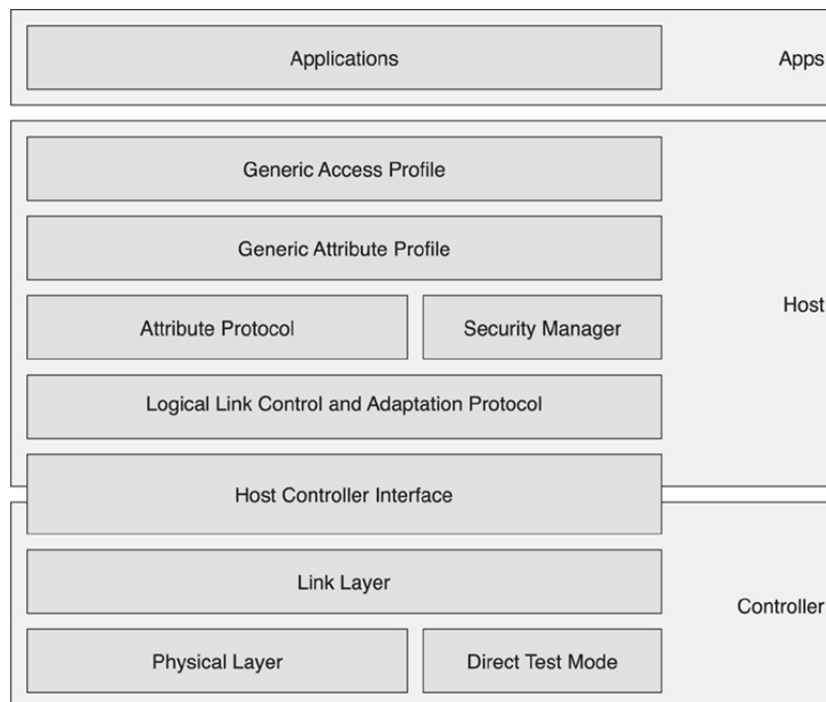 Applications
Apps
Generic Access Profile
Generic Attribute Profile
Host
Attribute Protocol
Security Manager
Logical Link Control and Adaptation Protocol
Host Controller Interface
Link Layer
Controller
Physical Layer
Direct Test Mode